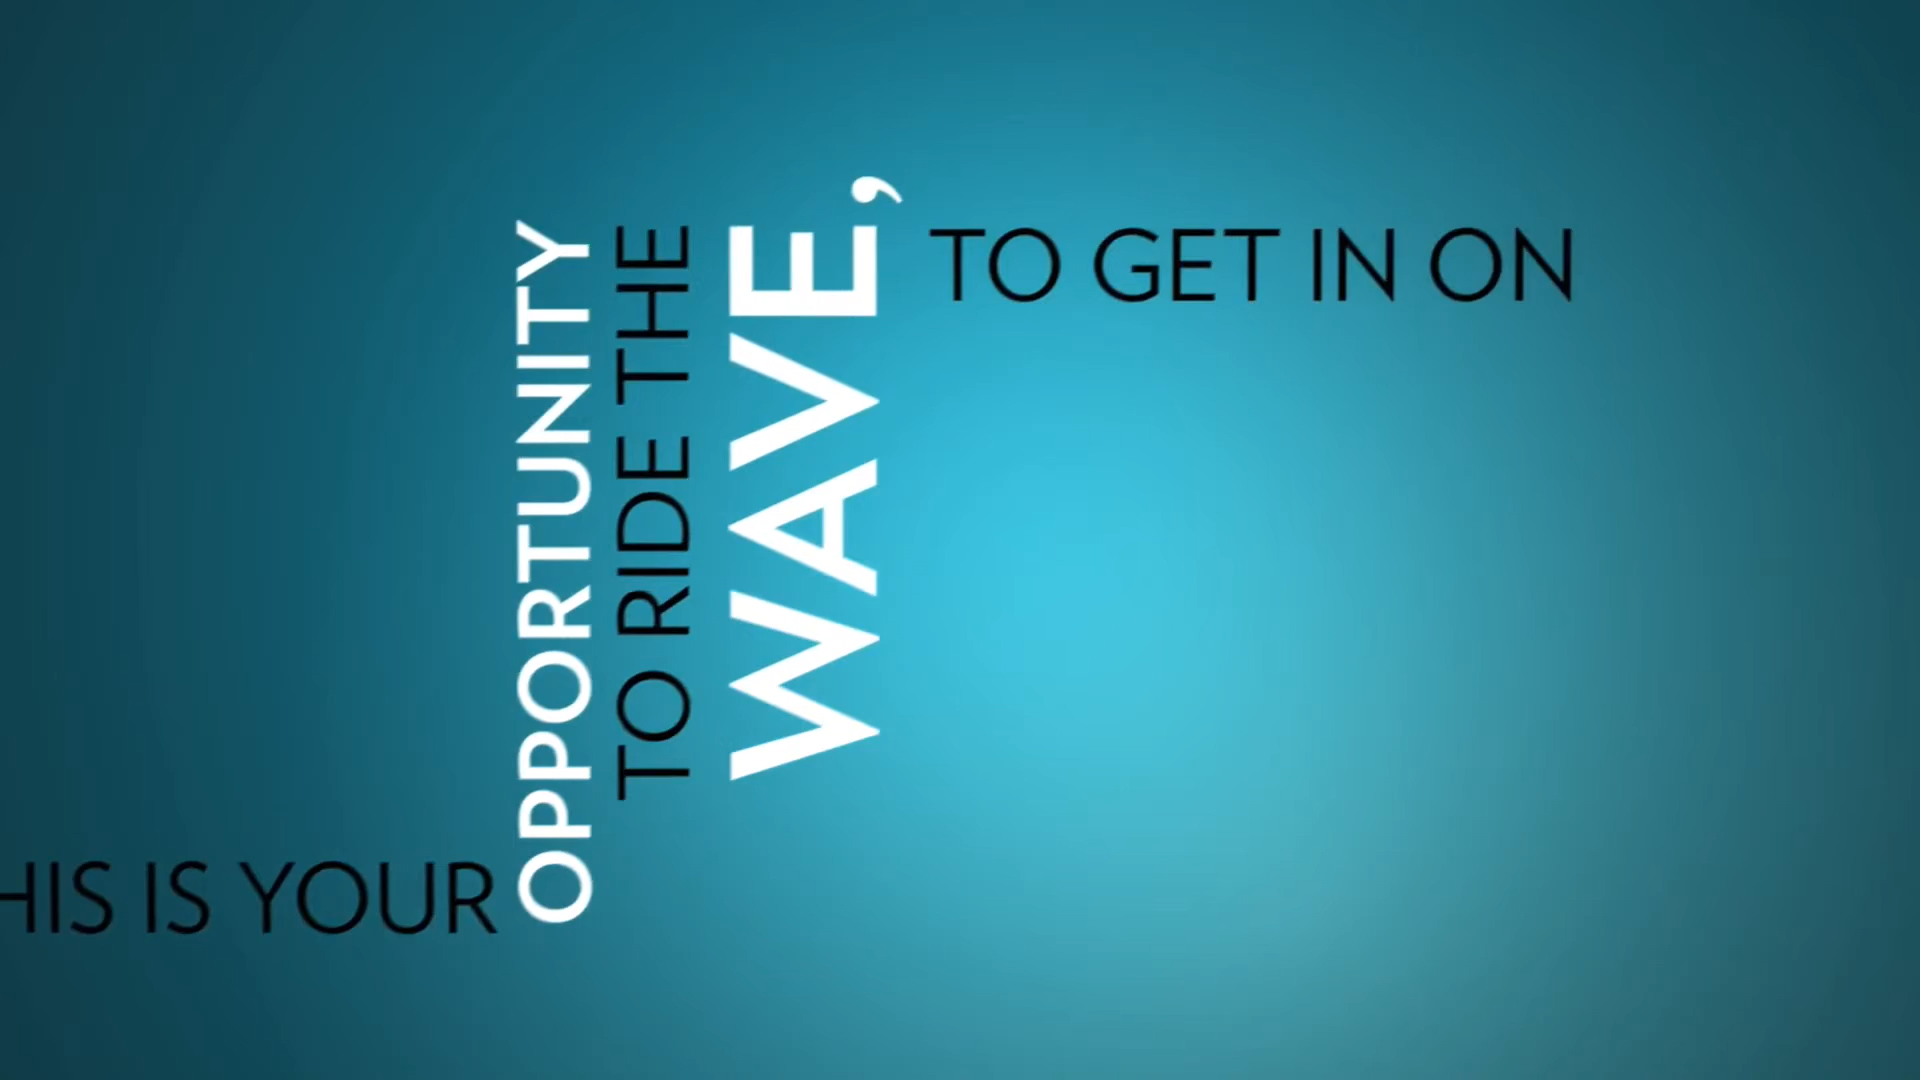 HIS IS YOUR
OPPORTUNITY
TO RIDE THE
WAVE,
TO GET IN ON